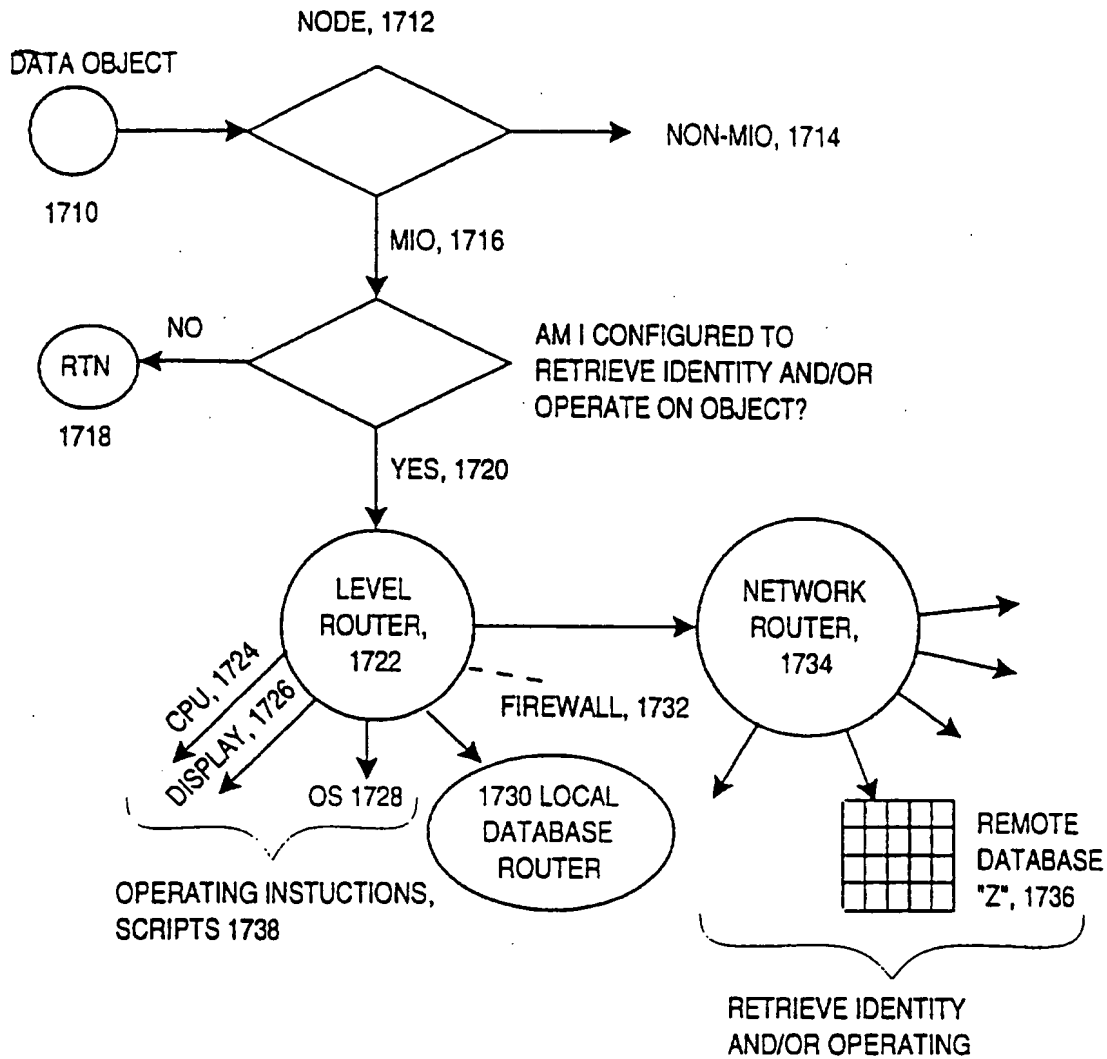 NODE, 1712
DATA OBJECT
NON-MIO, 1714
1710
MIO, 1716
NO
AM I CONFIGURED TO
RETRIEVE IDENTITY AND/OR
OPERATE ON OBJECT?
RTN
1718
YES, 1720
LEVEL
ROUTER,
1722
NETWORK
ROUTER,
1734
CPU, 1724
DISPLAY, 1726
FIREWALL, 1732
OS 1728
1730 LOCAL
DATABASE
ROUTER
REMOTE
DATABASE
"Z", 1736
OPERATING INSTUCTIONS,
SCRIPTS 1738
RETRIEVE IDENTITY
AND/OR OPERATING